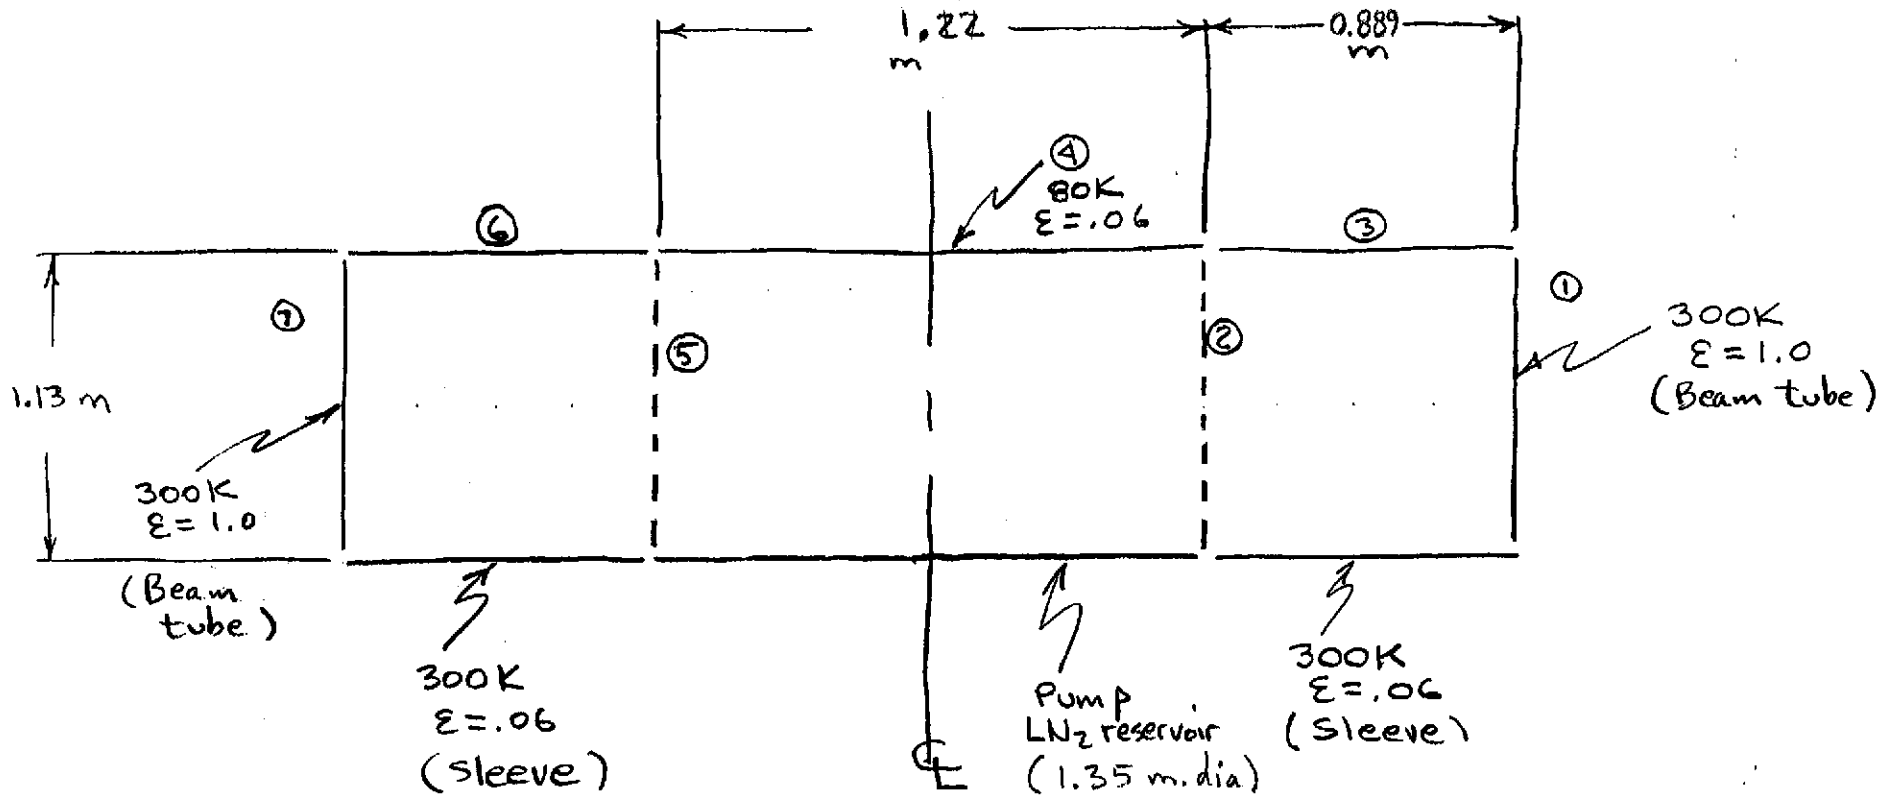 1.22
m
0.889
m
④
80K
ε=.06
⑥
③
①
⑦
300K
ε=1.0
(Beam tube)
⑤
②
1.13 m
300K
ε=1.0
(Beam
tube)
300K
ε=.06
(Sleeve)
℄
Pump
LN₂ reservoir
(1.35 m. dia)
300K
ε=.06
(Sleeve)